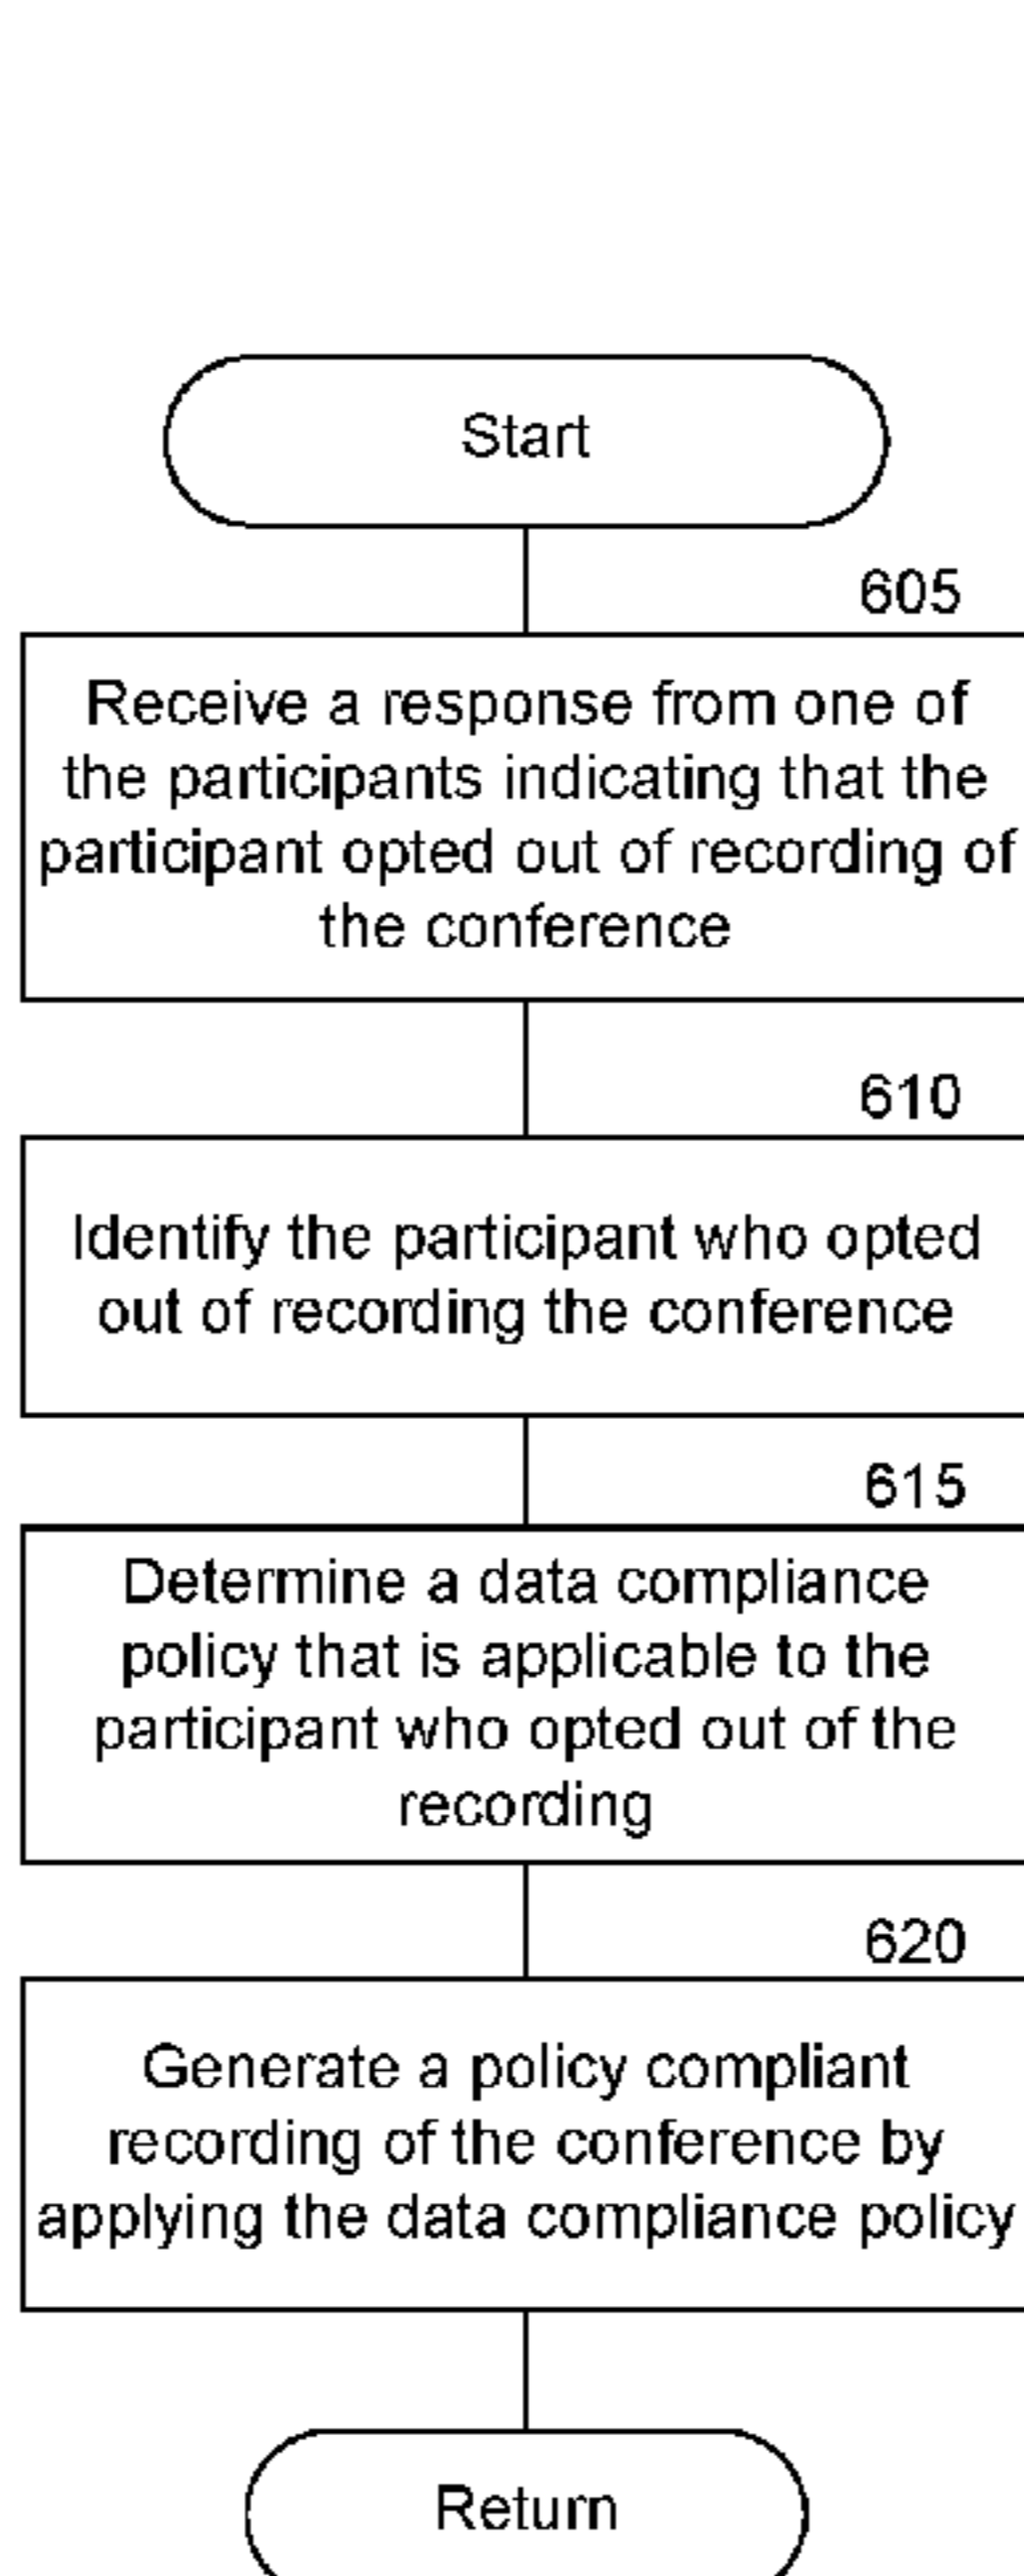 Start
605
Receive a response from one of
the participants indicating that the
participant opted out of recording of
the conference
610
Identify the participant who opted
out of recording the conference
615
Determine a data compliance
policy that is applicable to the
participant who opted out of the
recording
620
Generate a policy compliant
recording of the conference by
applying the data compliance policy
Return